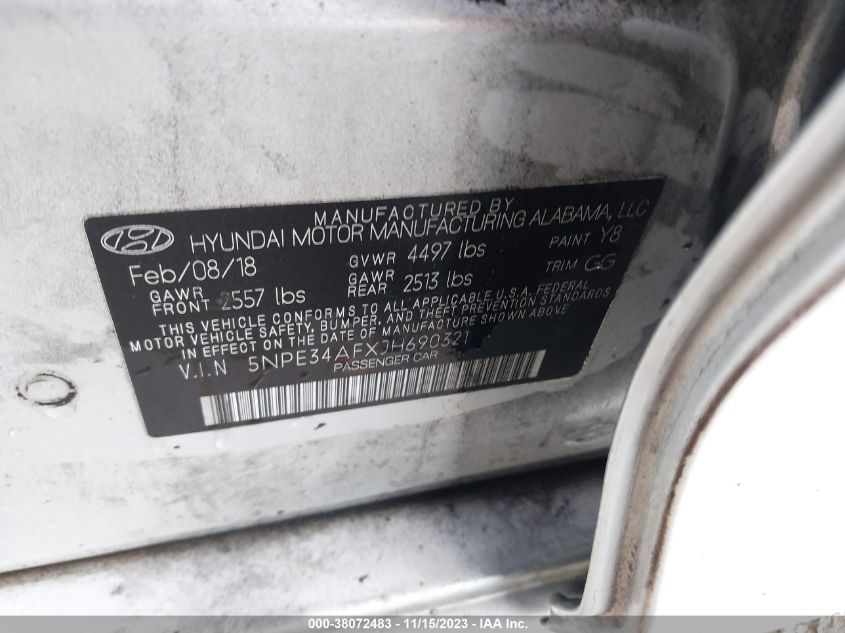 MANUFACTURED BY
HYUNDAI MOTOR MANUFACTURING ALABAMA, LLC
Feb/08/18 GVWR 4497 lbs PAINT Y8
GAWR FRONT 2557 lbs GAWR REAR 2513 lbs TRIM GG
THIS VEHICLE CONFORMS TO ALL APPLICABLE U.S.A. FEDERAL
MOTOR VEHICLE SAFETY, BUMPER, AND THEFT PREVENTION STANDARDS
IN EFFECT ON THE DATE OF MANUFACTURE SHOWN ABOVE.
V.I.N 5NPE34AFXJH690321
PASSENGER CAR
000-38072483 - 11/15/2023 - IAA Inc.